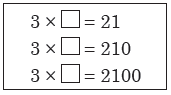 3 × □ = 21
3 × □ = 210
3 × □ = 2100